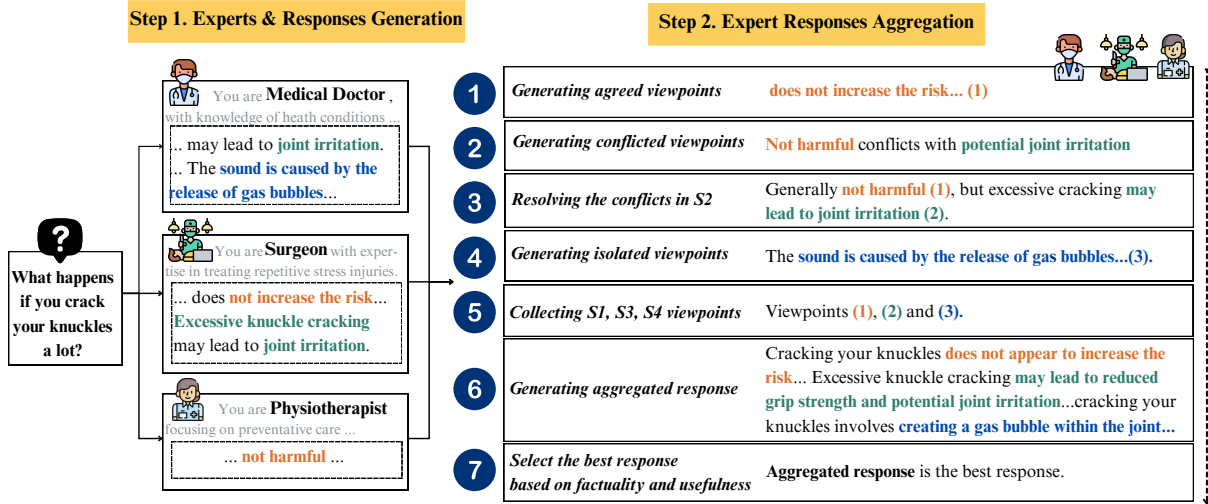 Step 1. Experts & Responses Generation
?
What happens
if you crack
your knuckles
a lot?
You are Medical Doctor ,
with knowledge of heath conditions ...
... may lead to joint irritation.
... The sound is caused by the
release of gas bubbles...
You are Surgeon with exper-
tise in treating repetitive stress injuries.
... does not increase the risk...
Excessive knuckle cracking
may lead to joint irritation.
You are Physiotherapist
focusing on preventative care ...
... not harmful ...
Step 2. Expert Responses Aggregation
1
Generating agreed viewpoints
does not increase the risk... (1)
2
Generating conflicted viewpoints
Not harmful conflicts with potential joint irritation
3
Resolving the conflicts in S2
Generally not harmful (1), but excessive cracking may
lead to joint irritation (2).
4
Generating isolated viewpoints
The sound is caused by the release of gas bubbles...(3).
5
Collecting S1, S3, S4 viewpoints
Viewpoints (1), (2) and (3).
6
Generating aggregated response
Cracking your knuckles does not appear to increase the
risk... Excessive knuckle cracking may lead to reduced
grip strength and potential joint irritation...cracking your
knuckles involves creating a gas bubble within the joint...
7
Select the best response
based on factuality and usefulness
Aggregated response is the best response.